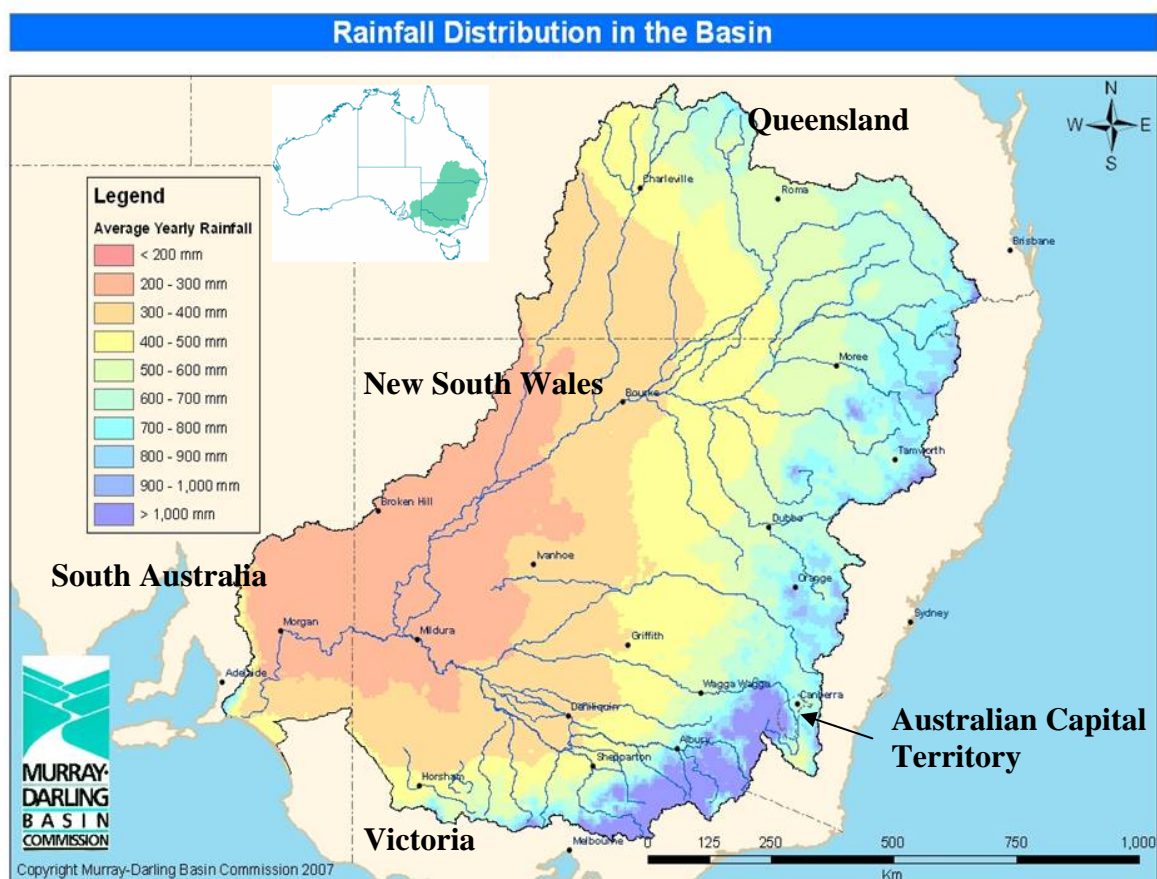 Rainfall Distribution in the Basin
N
W E
S
Queensland
Charleville
Roma
Brisbane
Legend
Average Yearly Rainfall
< 200 mm
200 - 300 mm
300 - 400 mm
400 - 500 mm
500 - 600 mm
600 - 700 mm
700 - 800 mm
800 - 900 mm
900 - 1,000 mm
> 1,000 mm
New South Wales
Moree
Bourke
Tamworth
Broken Hill
Dubbo
Ivanhoe
South Australia
Orange
Sydney
Morgan
Mildura
Griffith
Adelaide
Wagga Wagga
Canberra
Deniliquin
Australian Capital
Territory
Albury
Shepparton
Horsham
MURRAY-
DARLING
BASIN
COMMISSION
Victoria
Melbourne
0 125 250 500 750 1,000
Km
Copyright Murray-Darling Basin Commission 2007